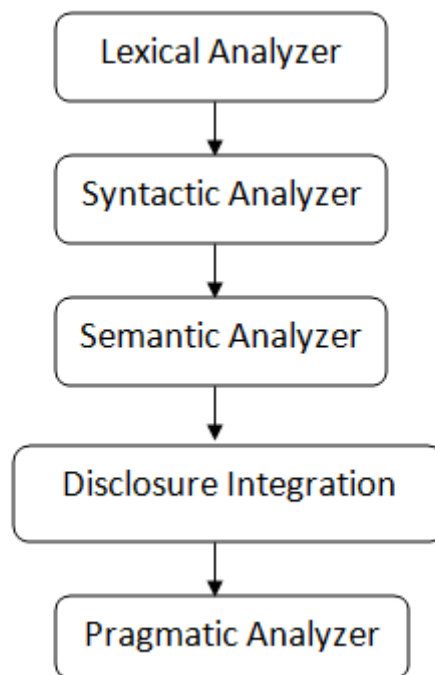 Lexical Analyzer
Syntactic Analyzer
Semantic Analyzer
Disclosure Integration
Pragmatic Analyzer